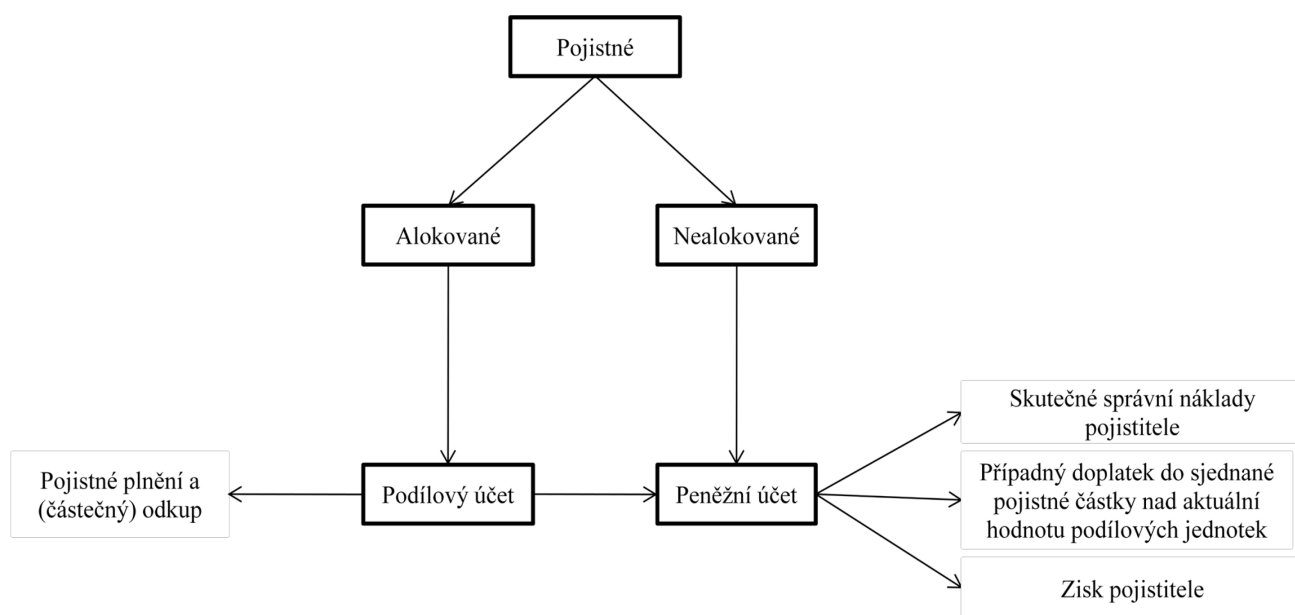 Pojistné
Alokované
Nealokované
Skutečné správní náklady
pojistitele
Pojistné plnění a
(částečný) odkup
Podílový účet
Peněžní účet
Případný doplatek do sjednané
pojistné částky nad aktuální
hodnotu podílových jednotek
Zisk pojistitele